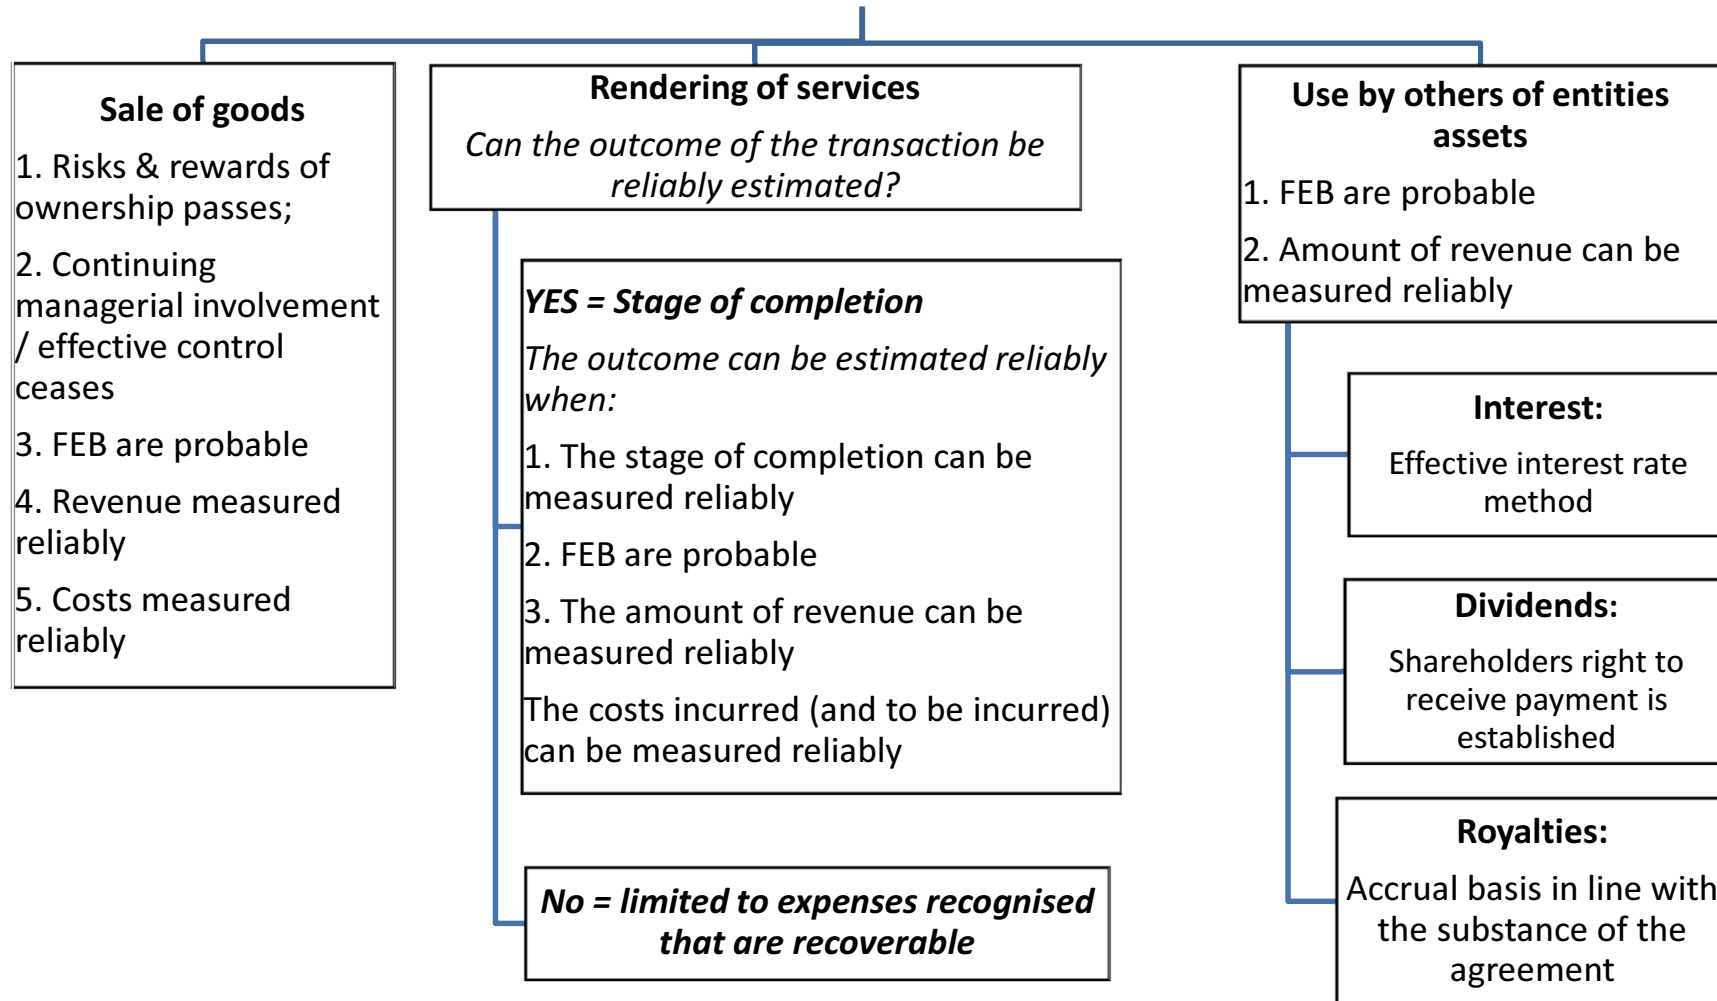 Sale of goods
1. Risks & rewards of
ownership passes;
2. Continuing
managerial involvement
/ effective control
ceases
3. FEB are probable
4. Revenue measured
reliably
5. Costs measured
reliably
Rendering of services
Can the outcome of the transaction be
reliably estimated?
YES = Stage of completion
The outcome can be estimated reliably
when:
1. The stage of completion can be
measured reliably
2. FEB are probable
3. The amount of revenue can be
measured reliably
The costs incurred (and to be incurred)
can be measured reliably
No = limited to expenses recognised
that are recoverable
Use by others of entities
assets
1. FEB are probable
2. Amount of revenue can be
measured reliably
Interest:
Effective interest rate
method
Dividends:
Shareholders right to
receive payment is
established
Royalties:
Accrual basis in line with
the substance of the
agreement